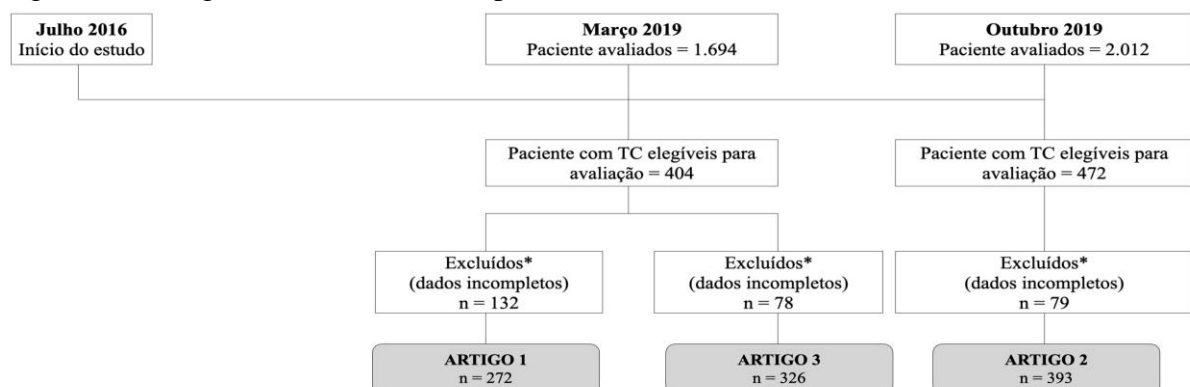 Julho 2016
Início do estudo
Março 2019
Paciente avaliados = 1.694
Outubro 2019
Paciente avaliados = 2.012
Paciente com TC elegíveis para
avaliação = 404
Paciente com TC elegíveis para
avaliação = 472
Excluídos*
(dados incompletos)
n = 132
Excluídos*
(dados incompletos)
n = 78
Excluídos*
(dados incompletos)
n = 79
ARTIGO 1
n = 272
ARTIGO 3
n = 326
ARTIGO 2
n = 393